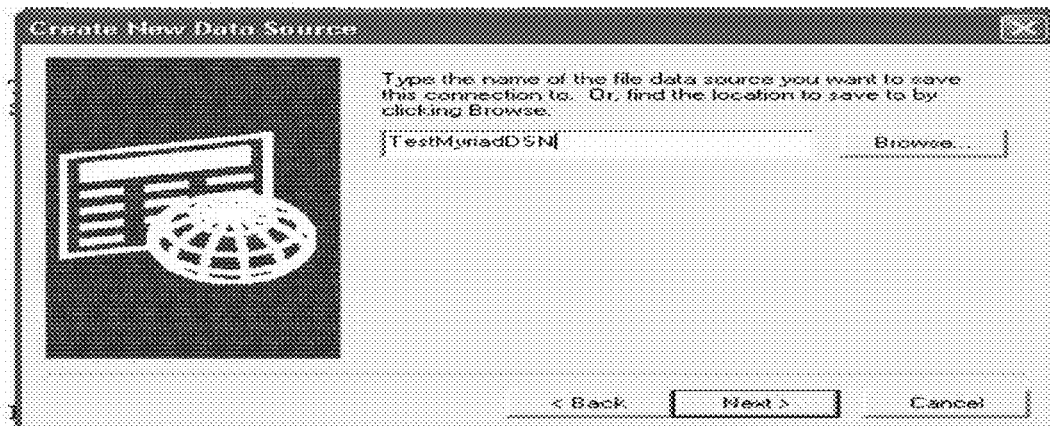 Create New Data Source
Type the name of the file data source you want to save
this connection to. Or, find the location to save to by
clicking Browse.
TestMyriadDSN
Browse...
< Back
Next >
Cancel